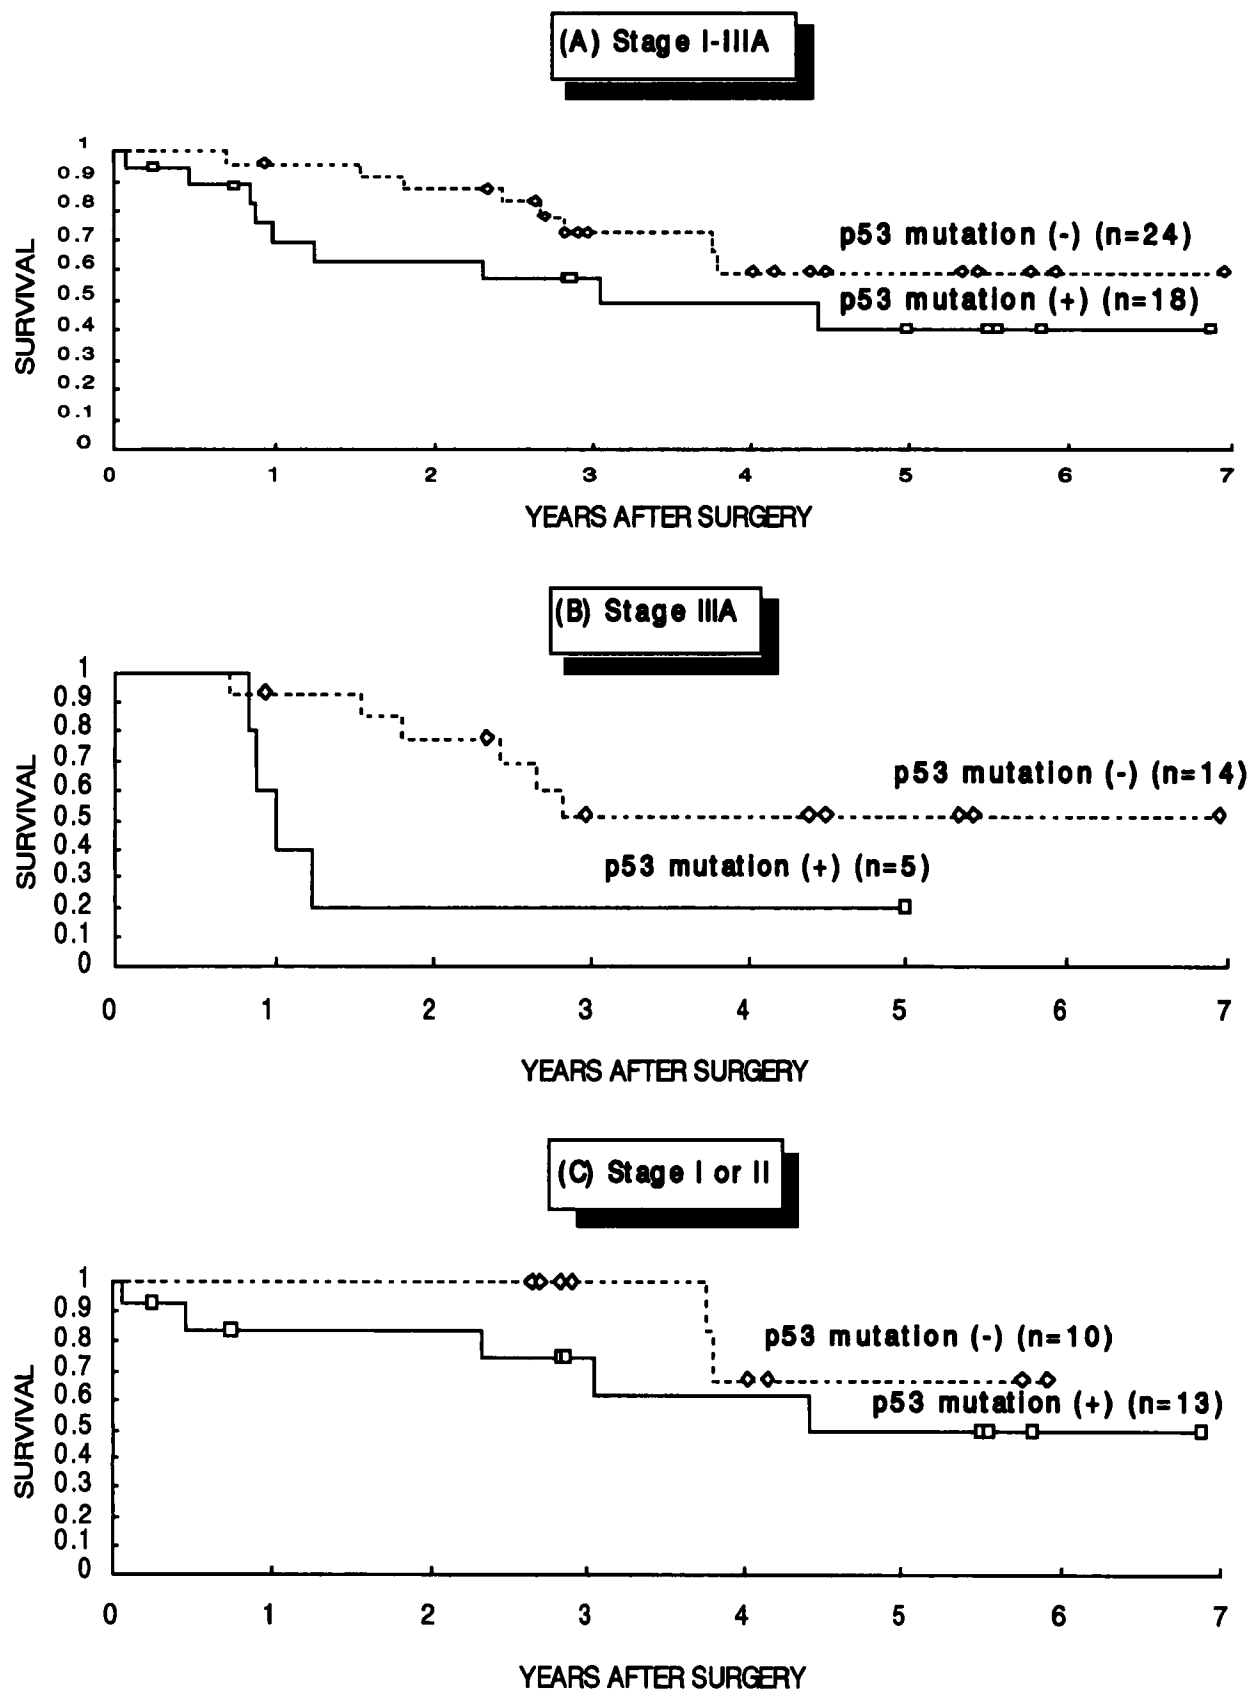 (A) Stage I-IIIA
1
0.9
0.8
0.7
0.6
0.5
0.4
0.3
0.2
0.1
0
SURVIVAL
p53 mutation (-) (n=24)
p53 mutation (+) (n=18)
0 1 2 3 4 5 6 7
YEARS AFTER SURGERY
(B) Stage IIIA
1
0.9
0.8
0.7
0.6
0.5
0.4
0.3
0.2
0.1
0
SURVIVAL
p53 mutation (-) (n=14)
p53 mutation (+) (n=5)
0 1 2 3 4 5 6 7
YEARS AFTER SURGERY
(C) Stage I or II
1
0.9
0.8
0.7
0.6
0.5
0.4
0.3
0.2
0.1
0
SURVIVAL
p53 mutation (-) (n=10)
p53 mutation (+) (n=13)
0 1 2 3 4 5 6 7
YEARS AFTER SURGERY